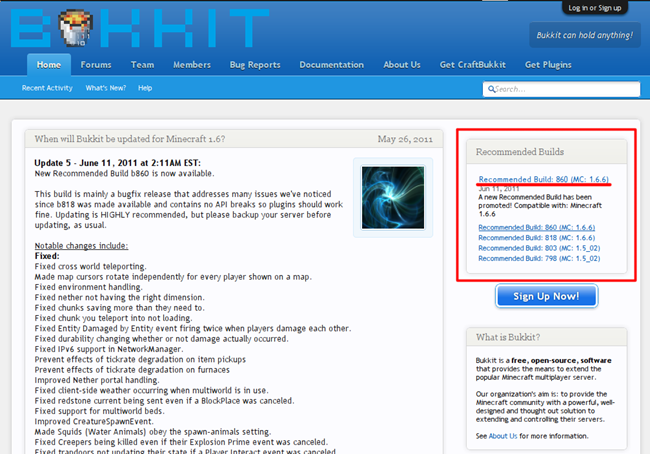 Log in or Sign up
BUKKIT
Bukkit can hold anything!
Home Forums Team Members Bug Reports Documentation About Us Get CraftBukkit Get Plugins
Recent Activity What's New? Help
Search...
When will Bukkit be updated for Minecraft 1.6? May 26, 2011
Update 5 - June 11, 2011 at 2:11AM EST:
New Recommended Build b860 is now available.
This build is mainly a bugfix release that addresses many issues we've noticed
since b818 was made available and contains no API breaks so plugins should work
fine. Updating is HIGHLY recommended, but please backup your server before
updating, as usual.
Notable changes include:
Fixed:
Fixed cross world teleporting.
Made map cursors rotate independently for every player shown on a map.
Fixed environment handling.
Fixed nether not having the right dimension.
Fixed chunks saving more than they need to.
Fixed chunk you teleport into not loading.
Fixed Entity Damaged by Entity event firing twice when players damage each other.
Fixed durability changing whether or not damage actually occurred.
Fixed IPv6 support in NetworkManager.
Prevent effects of tickrate degradation on item pickups
Prevent effects of tickrate degradation on furnaces
Improved Nether portal handling.
Fixed client-side weather occurring when multiworld is in use.
Fixed redstone current being sent even if a BlockPlace was canceled.
Fixed support for multiworld beds.
Improved CreatureSpawnEvent.
Made Squids (Water Animals) obey the spawn-animals setting.
Fixed Creepers being killed even if their Explosion Prime event was canceled.
Fixed trapdoors not updating their state if a Player Interact event was canceled.
Recommended Builds
Recommended Build: 860 (MC: 1.6.6)
Jun 11, 2011
A new Recommended Build has been
promoted! Compatible with: Minecraft
1.6.6
Recommended Build: 860 (MC: 1.6.6)
Recommended Build: 818 (MC: 1.6.6)
Recommended Build: 803 (MC: 1.5_02)
Recommended Build: 798 (MC: 1.5_02)
Sign Up Now!
What is Bukkit?
Bukkit is a free, open-source, software
that provides the means to extend the
popular Minecraft multiplayer server.
Our organization's aim is: to provide the
Minecraft community with a powerful, well-
designed and thought out solution to
extending and controlling their servers.
See About Us for more information.